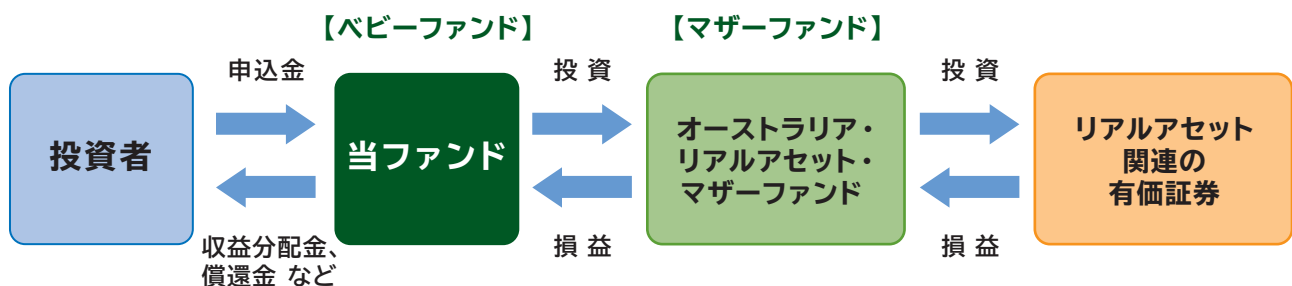 【ベビーファンド】
【マザーファンド】
申込金
投 資
投 資
投資者
当ファンド
オーストラリア・
リアルアセット・
マザーファンド
リアルアセット
関連の
有価証券
収益分配金、
償還金 など
損 益
損 益